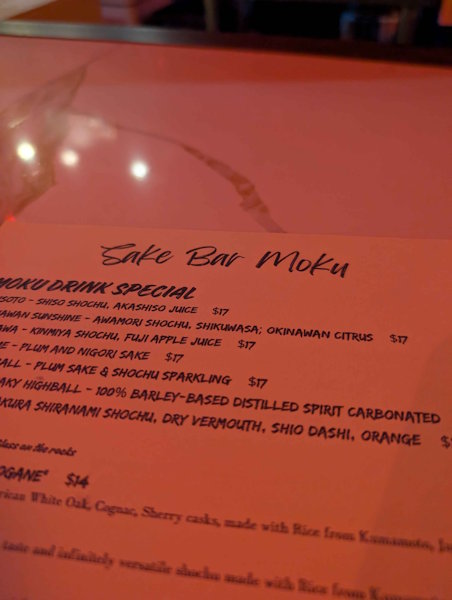 Sake Bar Moku
MOKU DRINK SPECIAL
SOTO - SHISO SHOCHU, AKASHISO JUICE $17
AWAN SUNSHINE - AWAMORI SHOCHU, SHIKUWASA; OKINAWAN CITRUS $17
AWA - KINMIYA SHOCHU, FUJI APPLE JUICE $17
E - PLUM AND NIGORI SAKE $17
ALL - PLUM SAKE & SHOCHU SPARKLING $17
AKY HIGHBALL - 100% BARLEY-BASED DISTILLED SPIRIT CARBONATED
AKURA SHIRANAMI SHOCHU, DRY VERMOUTH, SHIO DASHI, ORANGE $
glass on the rocks
OGANE" $14
rican White Oak, Cognac, Sherry casks, made with Rice from Kumamoto,
taste and infinitely versatile shochu made with Rice from